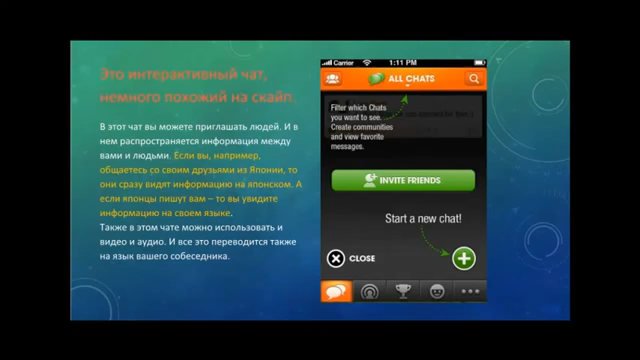 Это интерактивный чат,
немного похожий на скайп.
В этот чат вы можете приглашать людей. И в
нем распространяется информация между
вами и людьми. Если вы, например,
общаетесь со своим друзьями из Японии, то
они сразу видят информацию на японском. А
если японцы пишут вам – то вы увидите
информацию на своем языке.
Также в этом чате можно использовать и
видео и аудио. И все это переводится также
на язык вашего собеседника.
Carrier 1:11 PM
ALL CHATS
Filter which Chats
you want to see.
Create communities
and view favorite
messages.
INVITE FRIENDS
Start a new chat!
CLOSE